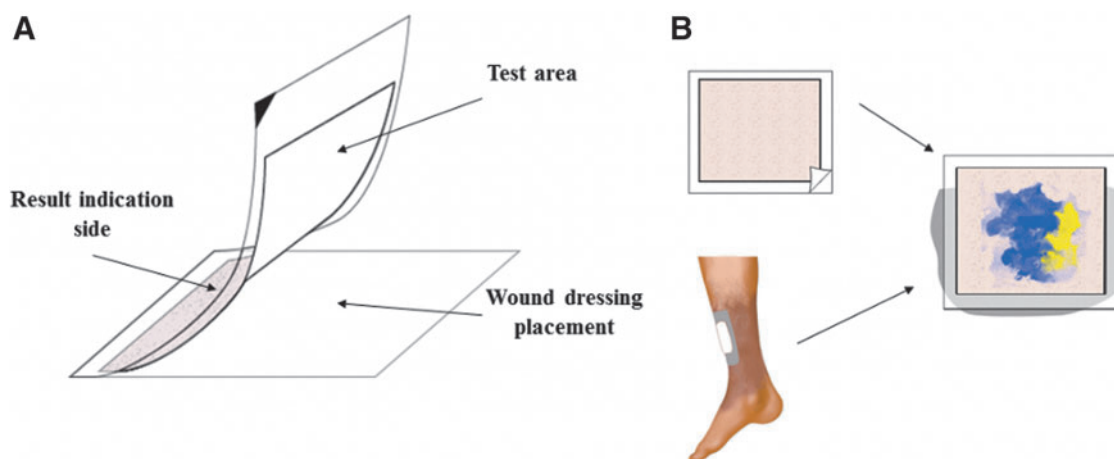 A
B
Test area
Result indication
side
Wound dressing
placement